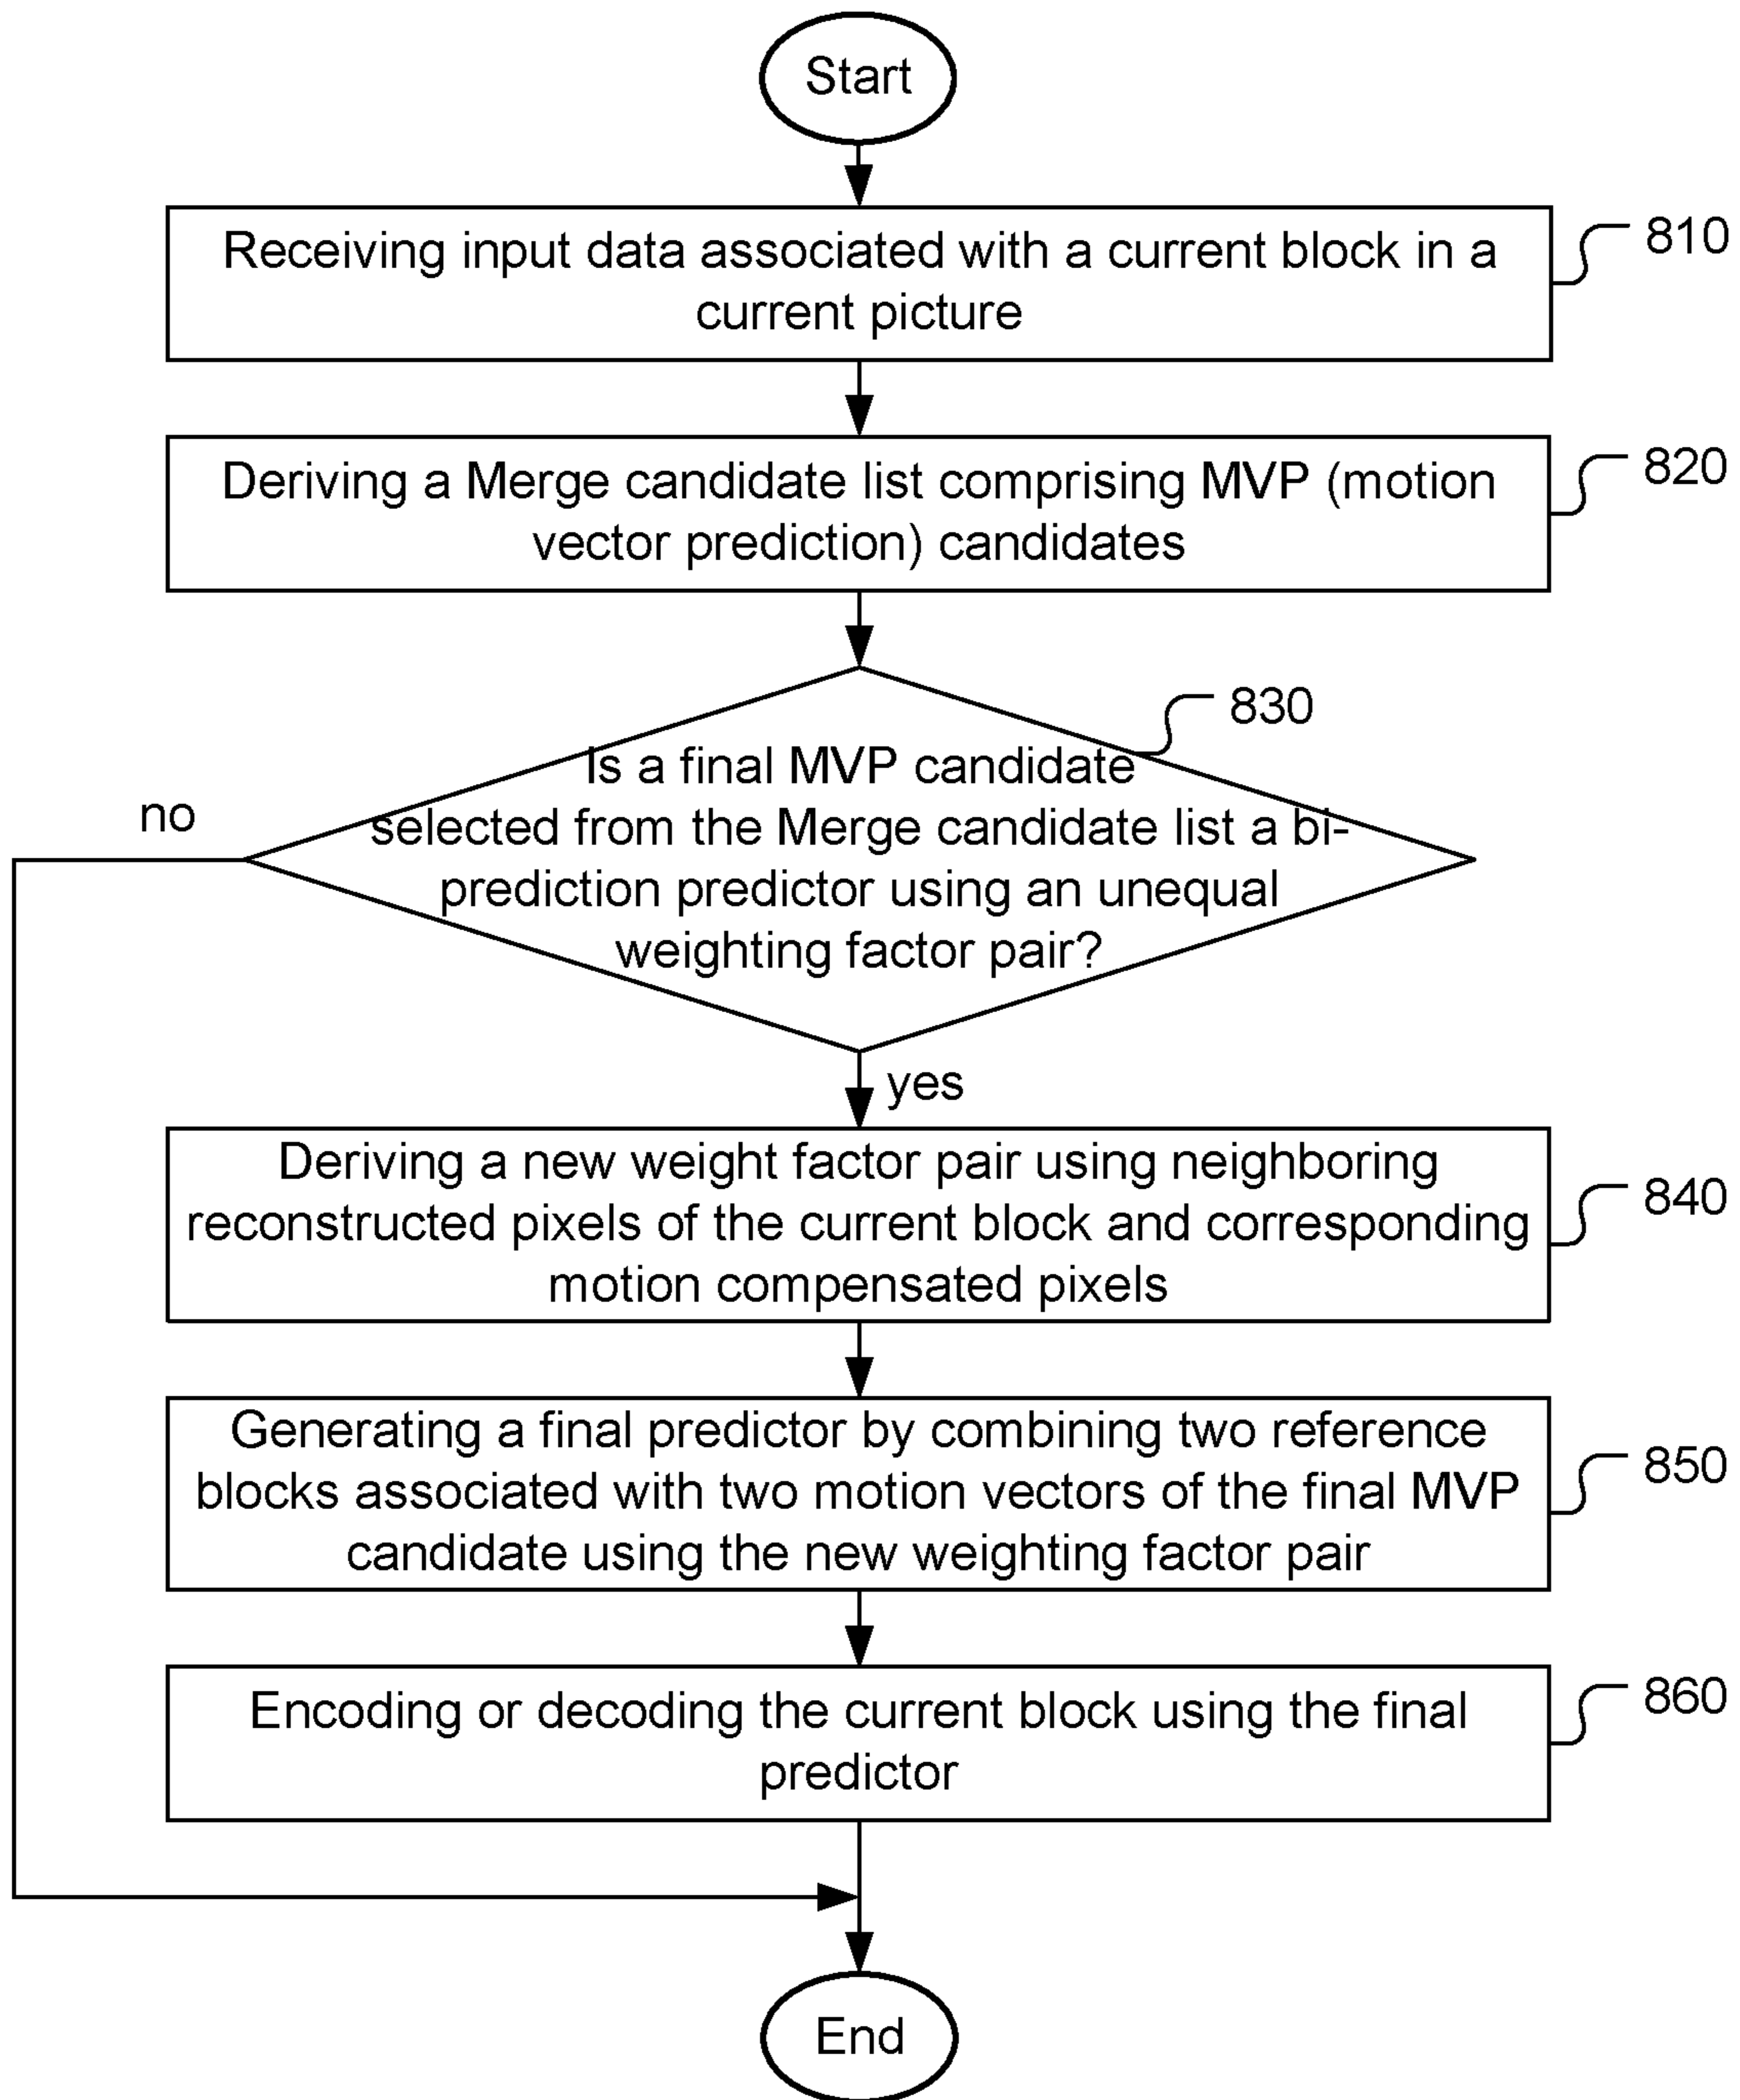 Start
Receiving input data associated with a current block in a
current picture
810
Deriving a Merge candidate list comprising MVP (motion
vector prediction) candidates
820
830
Is a final MVP candidate
selected from the Merge candidate list a bi-
prediction predictor using an unequal
weighting factor pair?
no
yes
Deriving a new weight factor pair using neighboring
reconstructed pixels of the current block and corresponding
motion compensated pixels
840
Generating a final predictor by combining two reference
blocks associated with two motion vectors of the final MVP
candidate using the new weighting factor pair
850
Encoding or decoding the current block using the final
predictor
860
End